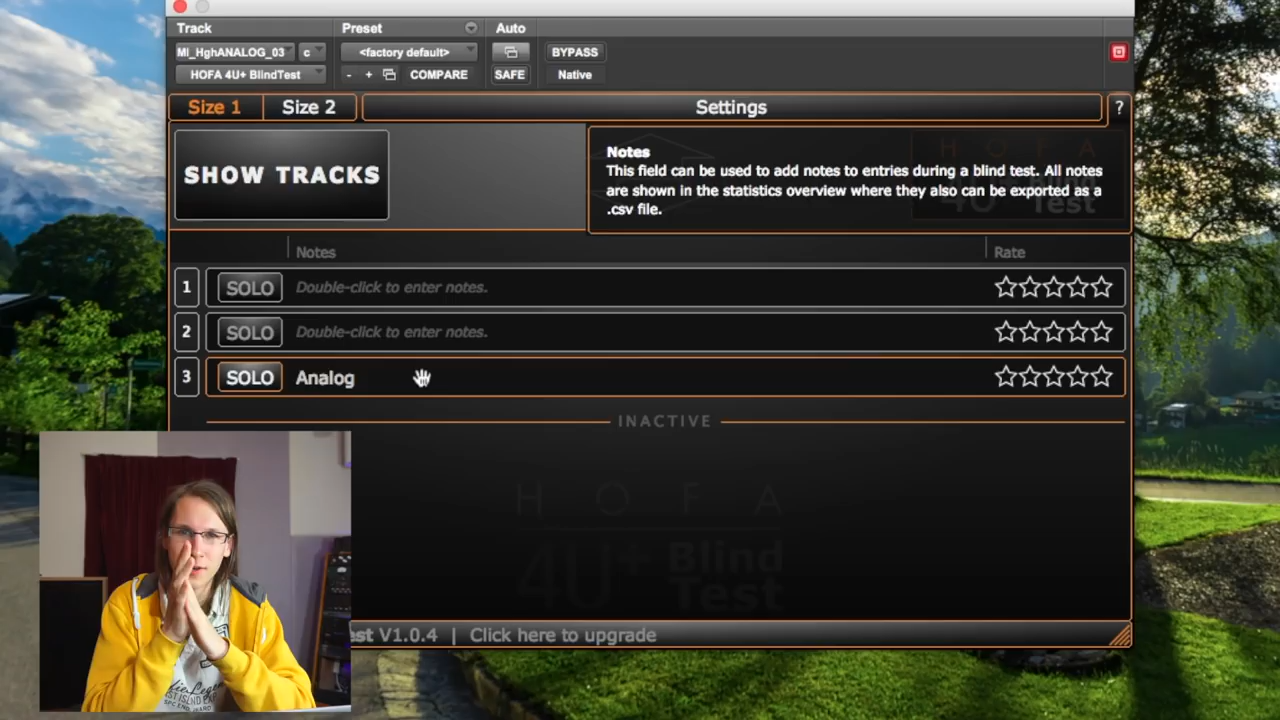 Track Preset Auto
MI_HghANALOG_03 c <factory default> BYPASS
HOFA 4U+ BlindTest - + COMPARE SAFE Native
Size 1 Size 2 Settings ?
SHOW TRACKS
Notes
This field can be used to add notes to entries during a blind test. All notes
are shown in the statistics overview where they also can be exported as a
.csv file.
Notes Rate
1 SOLO Double-click to enter notes.
2 SOLO Double-click to enter notes.
3 SOLO Analog
INACTIVE
HOFA
4U+ Blind
Test
est V1.0.4 | Click here to upgrade